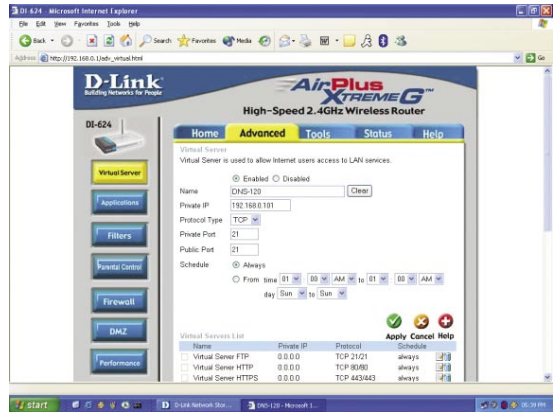 DI-624 - Microsoft Internet Explorer
File Edit View Favorites Tools Help
Back Search Favorites Media
Address http://192.168.0.1/adv_virtual.html Go
D-Link
Building Networks for People
AirPlus
XTREME G™
High-Speed 2.4GHz Wireless Router
DI-624
Home Advanced Tools Status Help
Virtual Server
Applications
Filters
Parental Control
Firewall
DMZ
Performance
Virtual Server
Virtual Server is used to allow Internet users access to LAN services.
Enabled Disabled
Name DNS-120 Clear
Private IP 192.168.0.101
Protocol Type TCP
Private Port 21
Public Port 21
Schedule Always
From time 01 : 00 AM to 01 : 00 AM
day Sun to Sun
Apply Cancel Help
Virtual Servers List
Name Private IP Protocol Schedule
Virtual Server FTP 0.0.0.0 TCP 21/21 always
Virtual Server HTTP 0.0.0.0 TCP 80/80 always
Virtual Server HTTPS 0.0.0.0 TCP 443/443 always
start D-Link Network Stor... DNS-120 - Microsoft